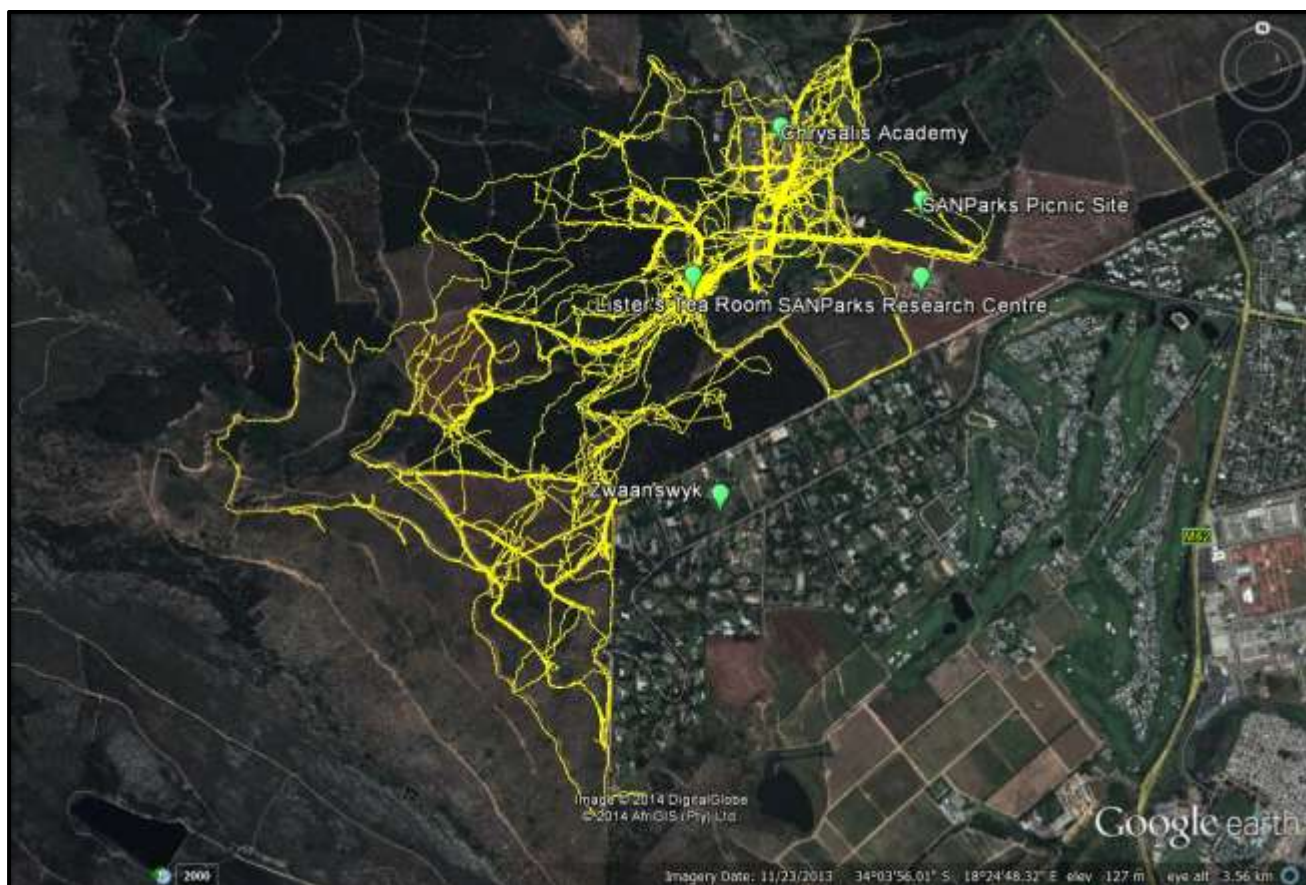 Chrysalis Academy
SANParks Picnic Site
Lister's Tea Room
SANParks Research Centre
Zwaanswyk
M42
Image © 2014 DigitalGlobe
© 2014 AfriGIS (Pty) Ltd.
Google earth
2000
Imagery Date: 11/23/2013 34°03'56.01" S 18°24'48.32" E elev 127 m eye alt 3.56 km